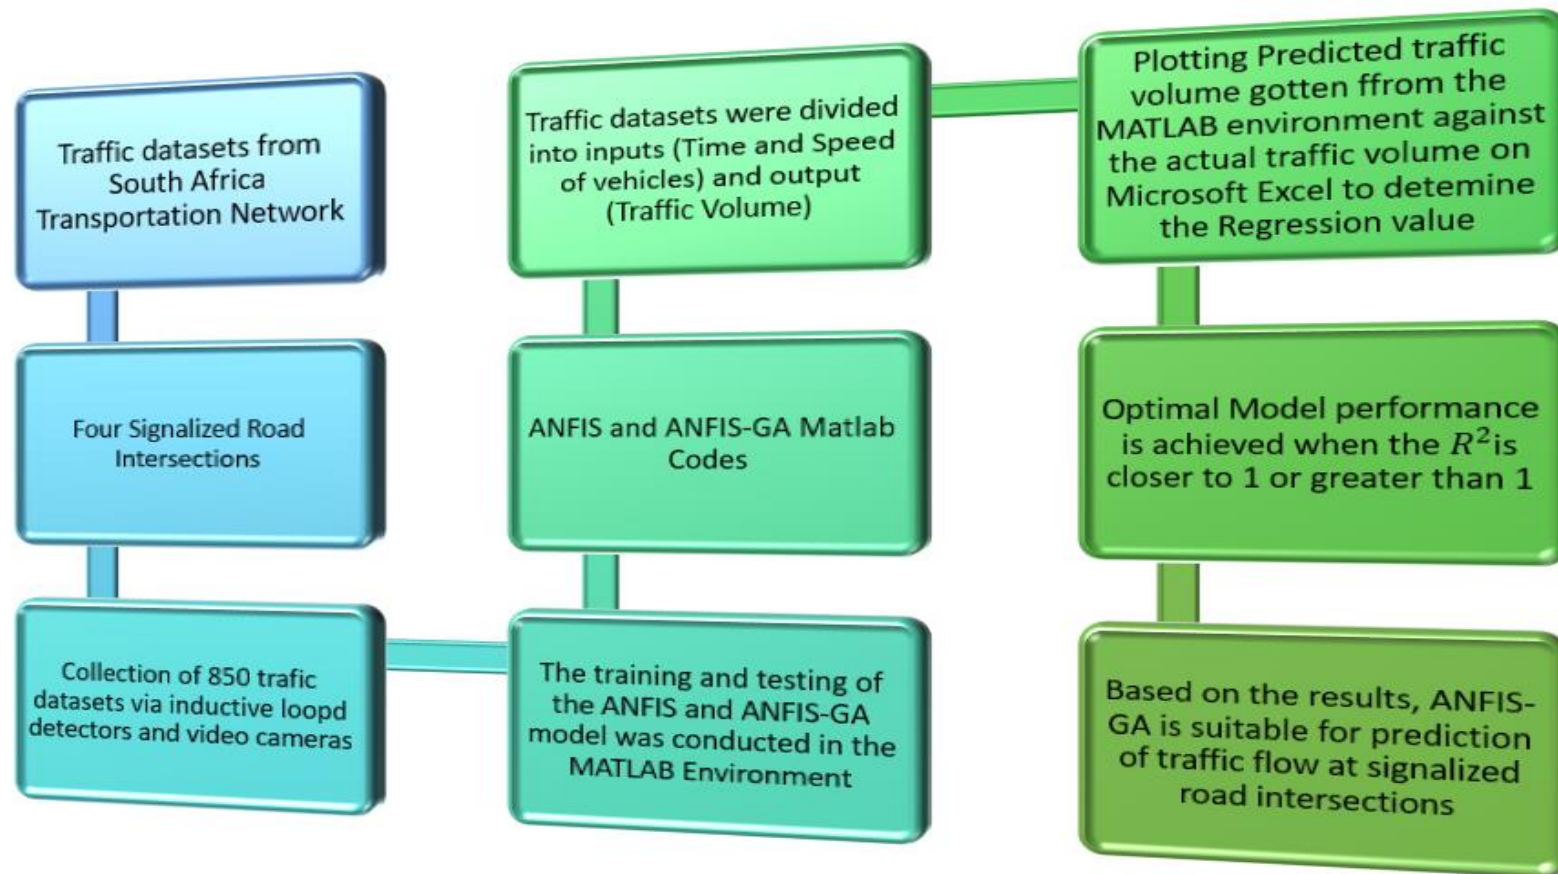 Traffic datasets from
South Africa
Transportation Network
Four Signalized Road
Intersections
Collection of 850 trafic
datasets via inductive loopd
detectors and video cameras
The training and testing of
the ANFIS and ANFIS-GA
model was conducted in the
MATLAB Environment
ANFIS and ANFIS-GA Matlab
Codes
Traffic datasets were divided
into inputs (Time and Speed
of vehicles) and output
(Traffic Volume)
Plotting Predicted traffic
volume gotten ffrom the
MATLAB environment against
the actual traffic volume on
Microsoft Excel to detemine
the Regression value
Optimal Model performance
is achieved when the R² is
closer to 1 or greater than 1
Based on the results, ANFIS-
GA is suitable for prediction
of traffic flow at signalized
road intersections